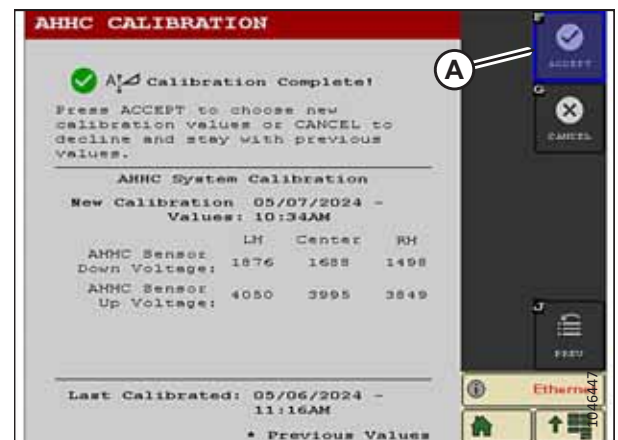 AHHC CALIBRATION
Calibration Complete!
Press ACCEPT to choose new
calibration values or CANCEL to
decline and stay with previous
values.
AHHC System Calibration
New Calibration 05/07/2024 -
Values: 10:34AM
LH Center RH
AHHC Sensor
Down Voltage: 1876 1688 1498
AHHC Sensor
Up Voltage: 4050 3995 3849
Last Calibrated: 05/06/2024 -
11:16AM
* Previous Values
F
ACCEPT
A
G
CANCEL
J
PREV
Ethernet
1046447